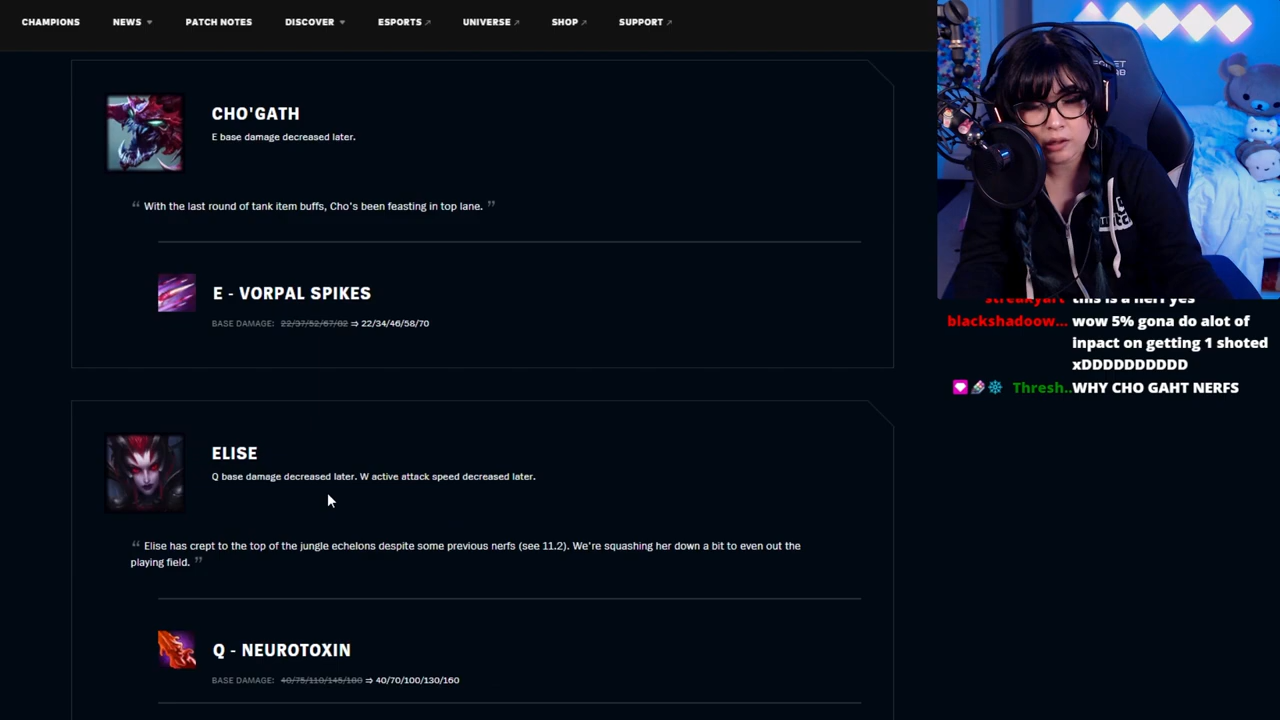 CHAMPIONS NEWS PATCH NOTES DISCOVER ESPORTS UNIVERSE SHOP SUPPORT
CHO'GATH
E base damage decreased later.
“ With the last round of tank item buffs, Cho's been feasting in top lane. ”
E - VORPAL SPIKES
BASE DAMAGE: 22/37/52/67/82 ⇒ 22/34/46/58/70
ELISE
Q base damage decreased later. W active attack speed decreased later.
“ Elise has crept to the top of the jungle echelons despite some previous nerfs (see 11.2). We're squashing her down a bit to even out the
playing field. ”
Q - NEUROTOXIN
BASE DAMAGE: 40/75/110/145/180 ⇒ 40/70/100/130/160
streakyart this is a nerf yes
blackshadoow... wow 5% gona do alot of
inpact on getting 1 shoted
xDDDDDDDDDD
Thresh.. WHY CHO GAHT NERFS